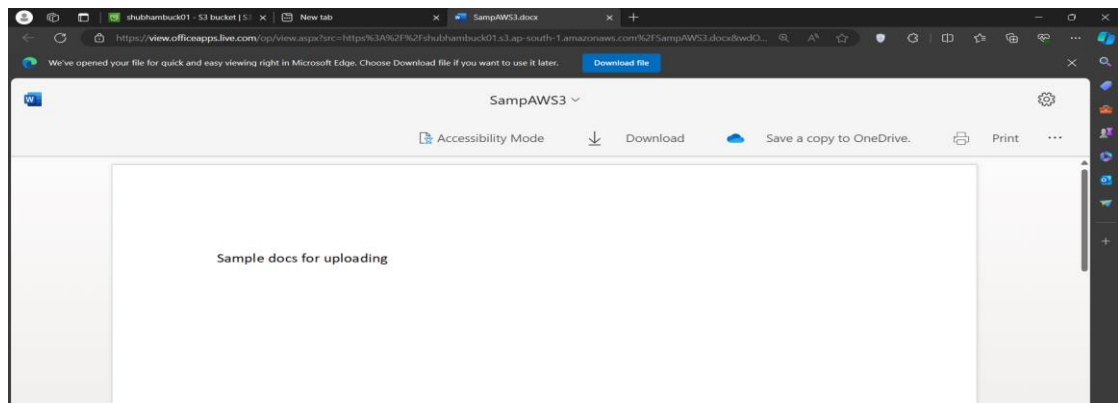 shubhambuck01 - S3 bucket | S3
New tab
SampAWS3.docx
https://view.officeapps.live.com/op/view.aspx?src=https%3A%2F%2Fshubhambuck01.s3.ap-south-1.amazonaws.com%2FSampAWS3.docx&wdO...
We've opened your file for quick and easy viewing right in Microsoft Edge. Choose Download file if you want to use it later.
Download file
SampAWS3
Accessibility Mode
Download
Save a copy to OneDrive.
Print
Sample docs for uploading